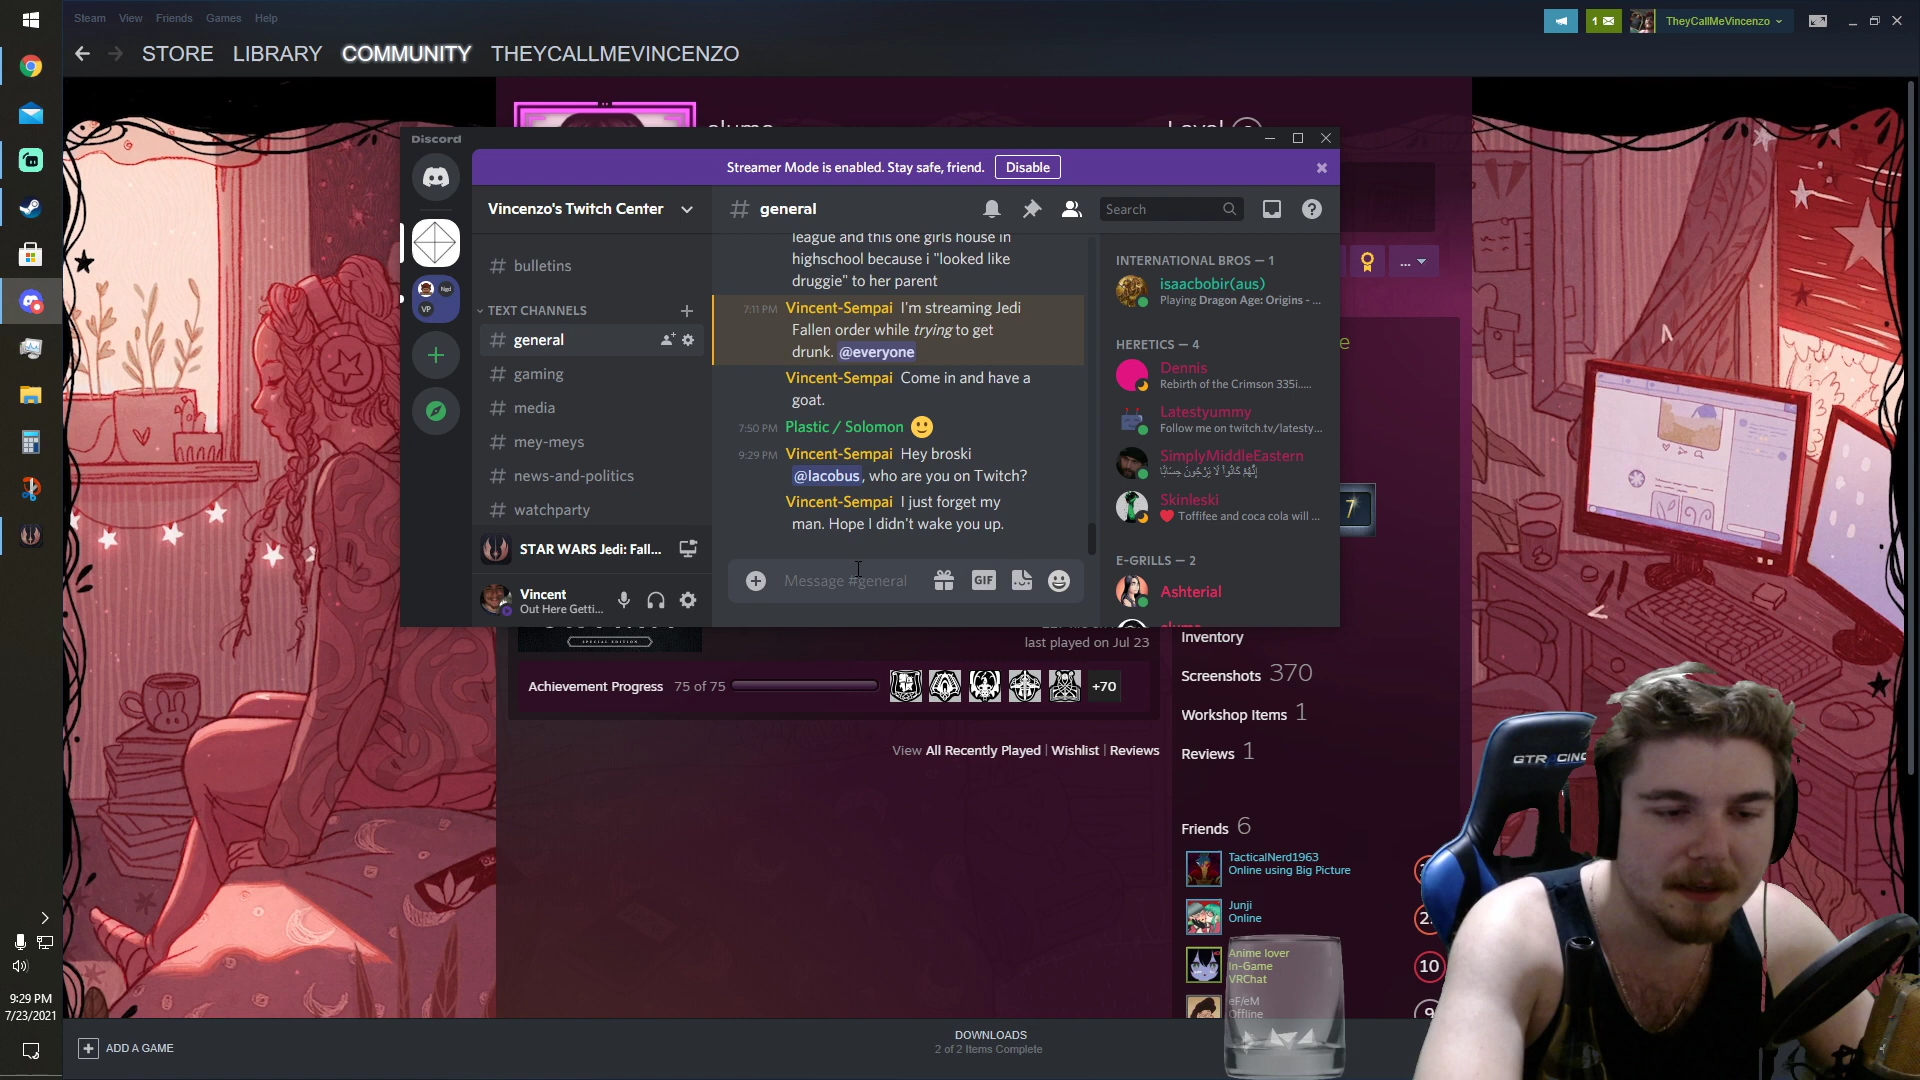 Steam View Friends Games Help
1
TheyCallMeVincenzo
STORE LIBRARY COMMUNITY THEYCALLMEVINCENZO
Discord
Streamer Mode is enabled. Stay safe, friend. Disable
Vincenzo's Twitch Center
# general
Search
# bulletins
TEXT CHANNELS
# general
# gaming
# media
# mey-meys
# news-and-politics
# watchparty
STAR WARS Jedi: Fall...
Vincent
Out Here Getti...
league and this one girls house in
highschool because i "looked like
druggie" to her parent
7:11 PM Vincent-Sempai I'm streaming Jedi
Fallen order while trying to get
drunk. @everyone
Vincent-Sempai Come in and have a
goat.
7:50 PM Plastic / Solomon 🙂
9:29 PM Vincent-Sempai Hey broski
@Iacobus, who are you on Twitch?
Vincent-Sempai I just forget my
man. Hope I didn't wake you up.
Message #general
GIF
INTERNATIONAL BROS — 1
isaacbobir(aus)
Playing Dragon Age: Origins - ...
HERETICS — 4
Dennis
Rebirth of the Crimson 335i.....
Latestyummy
Follow me on twitch.tv/latesty...
SimplyMiddleEastern
Skinleski
Toffifee and coca cola will ...
E-GRILLS — 2
Ashterial
VP
...
7
SPECIAL EDITION
last played on Jul 23
Achievement Progress 75 of 75
+70
View All Recently Played | Wishlist | Reviews
Inventory
Screenshots 370
Workshop Items 1
Reviews 1
Friends 6
TacticalNerd1963
Online using Big Picture
Junji
Online
Anime lover
In-Game
VRChat
10
eF/eM
Offline
GTRACING
9:29 PM
7/23/2021
ADD A GAME
DOWNLOADS
2 of 2 Items Complete